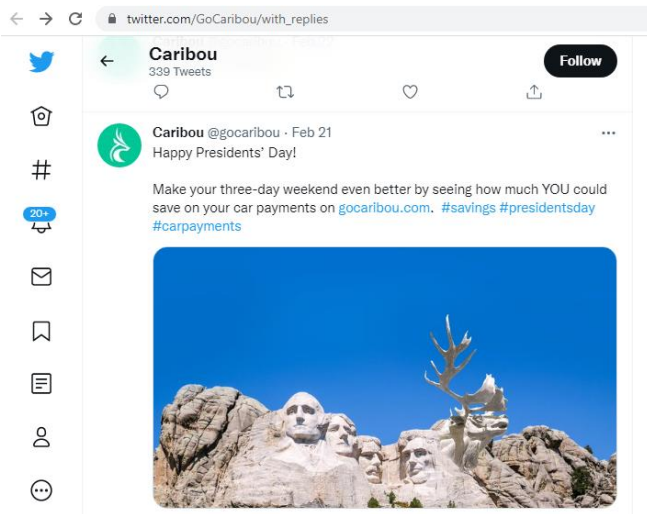 twitter.com/GoCaribou/with_replies
Caribou
339 Tweets
Follow
Caribou @gocaribou · Feb 21
Happy Presidents’ Day!
Make your three-day weekend even better by seeing how much YOU could
save on your car payments on gocaribou.com. #savings #presidentsday
#carpayments
20+